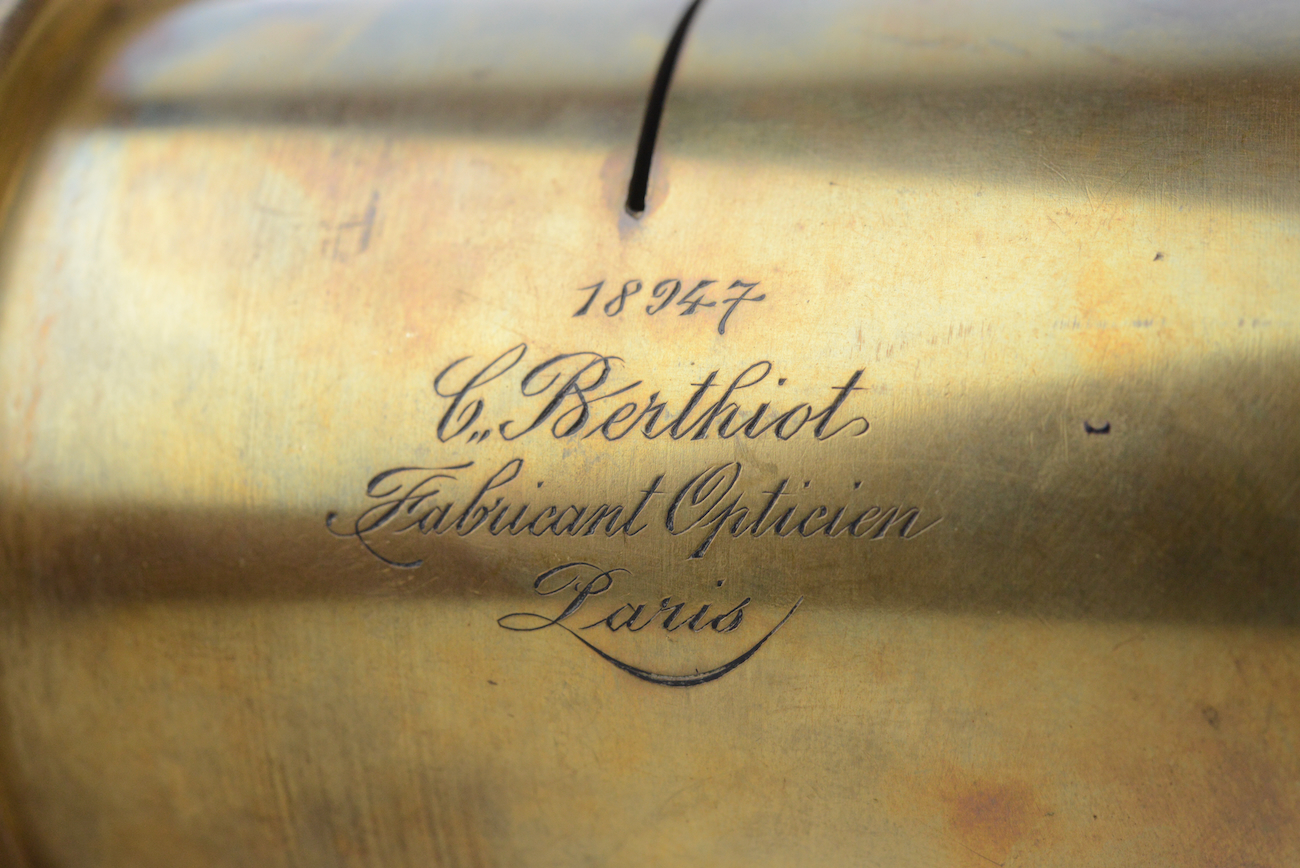 18947
C,, Berthiot
Fabricant Opticien
Paris